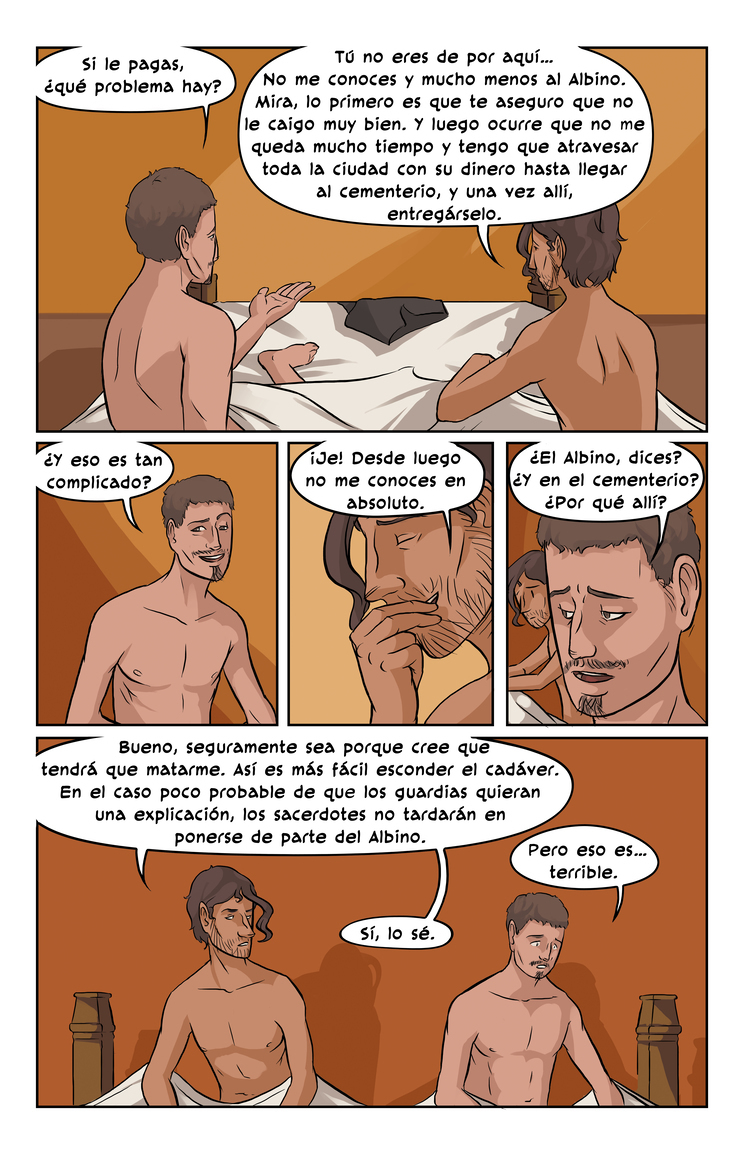 Si le pagas,
¿qué problema hay?
Tú no eres de por aquí...
No me conoces y mucho menos al Albino.
Mira, lo primero es que te aseguro que no
le caigo muy bien. Y luego ocurre que no me
queda mucho tiempo y tengo que atravesar
toda la ciudad con su dinero hasta llegar
al cementerio, y una vez allí,
entregárselo.
¿Y eso es tan
complicado?
¡Je! Desde luego
no me conoces en
absoluto.
¿El Albino, dices?
¿Y en el cementerio?
¿Por qué allí?
Bueno, seguramente sea porque cree que
tendrá que matarme. Así es más fácil esconder el cadáver.
En el caso poco probable de que los guardias quieran
una explicación, los sacerdotes no tardarán en
ponerse de parte del Albino.
Pero eso es...
terrible.
Sí, lo sé.